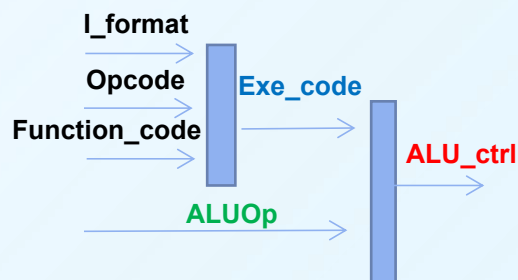 I_format
Opcode
Exe_code
Function_code
ALU_ctrl
ALUOp